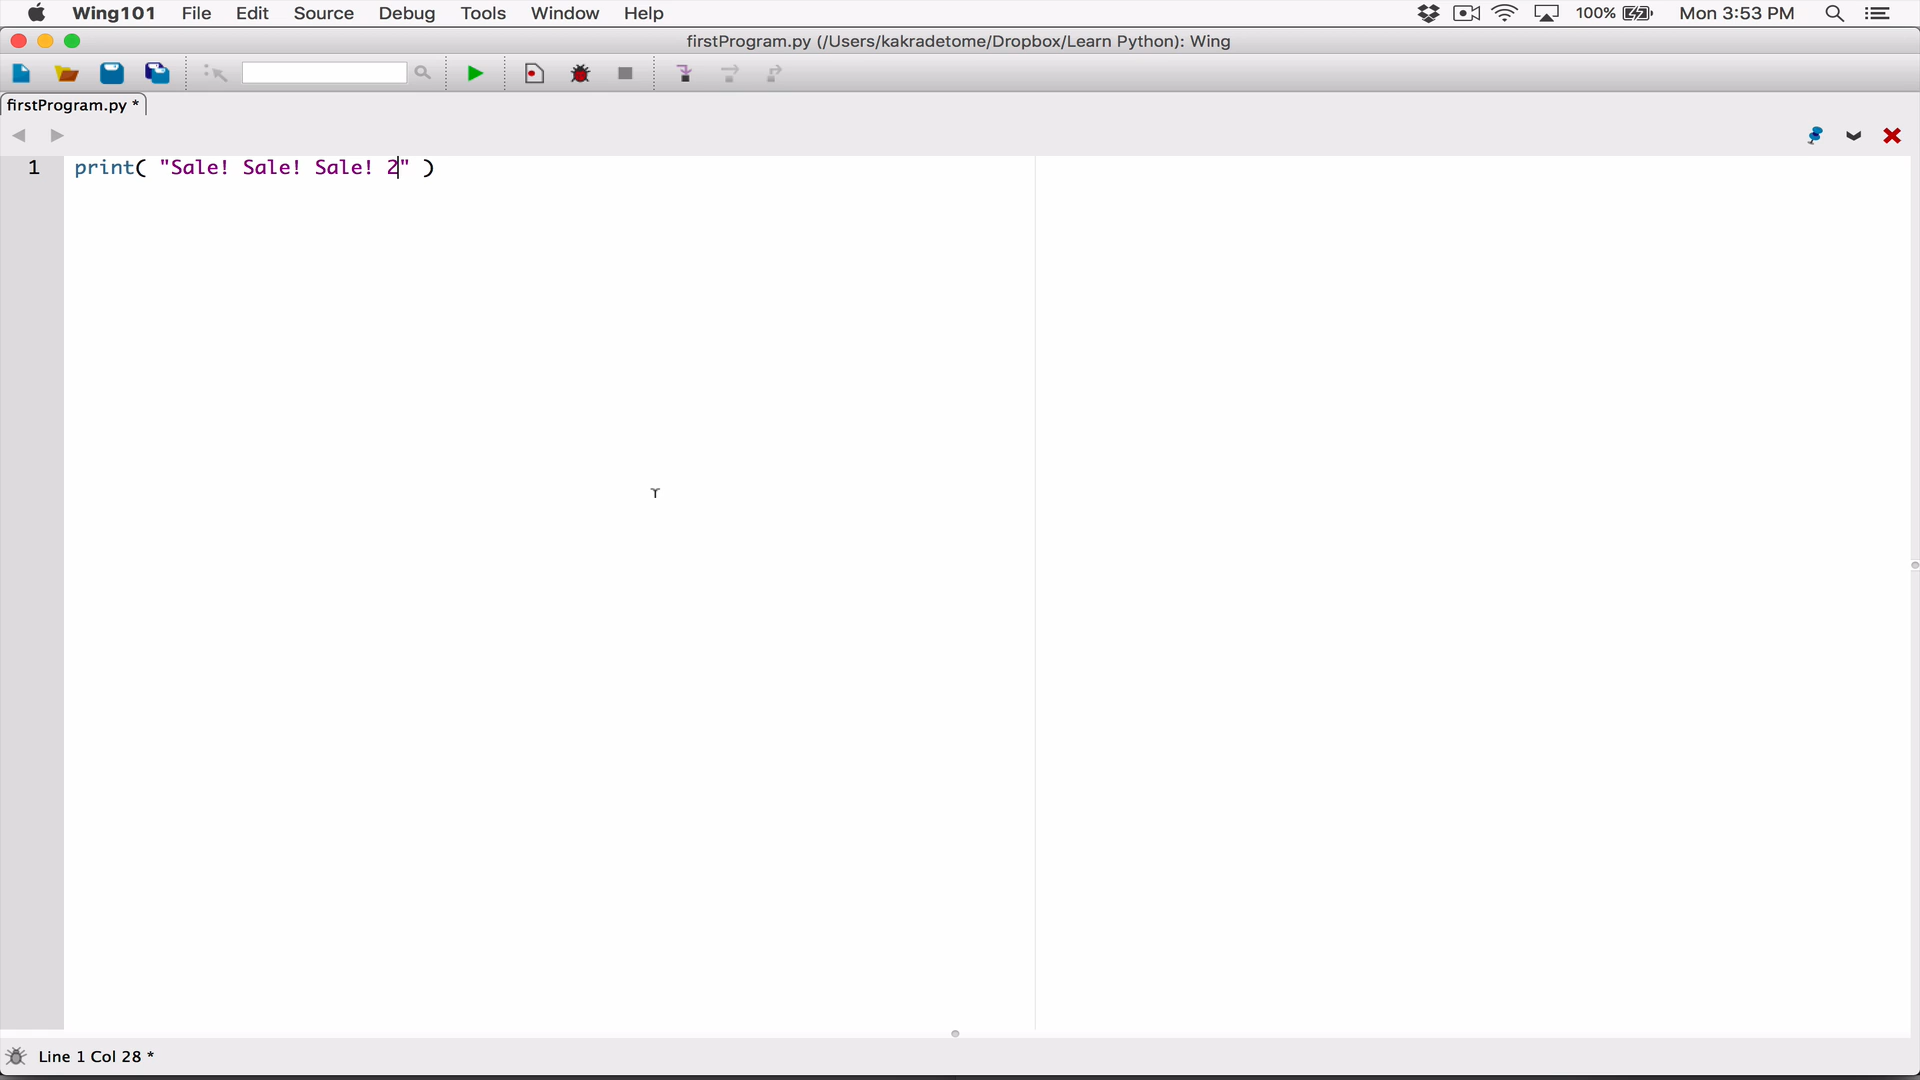 Wing101 File Edit Source Debug Tools Window Help 100% Mon 3:53 PM
firstProgram.py (/Users/kakradetome/Dropbox/Learn Python): Wing
firstProgram.py *
1 print( "Sale! Sale! Sale! 2" )
Line 1 Col 28 *